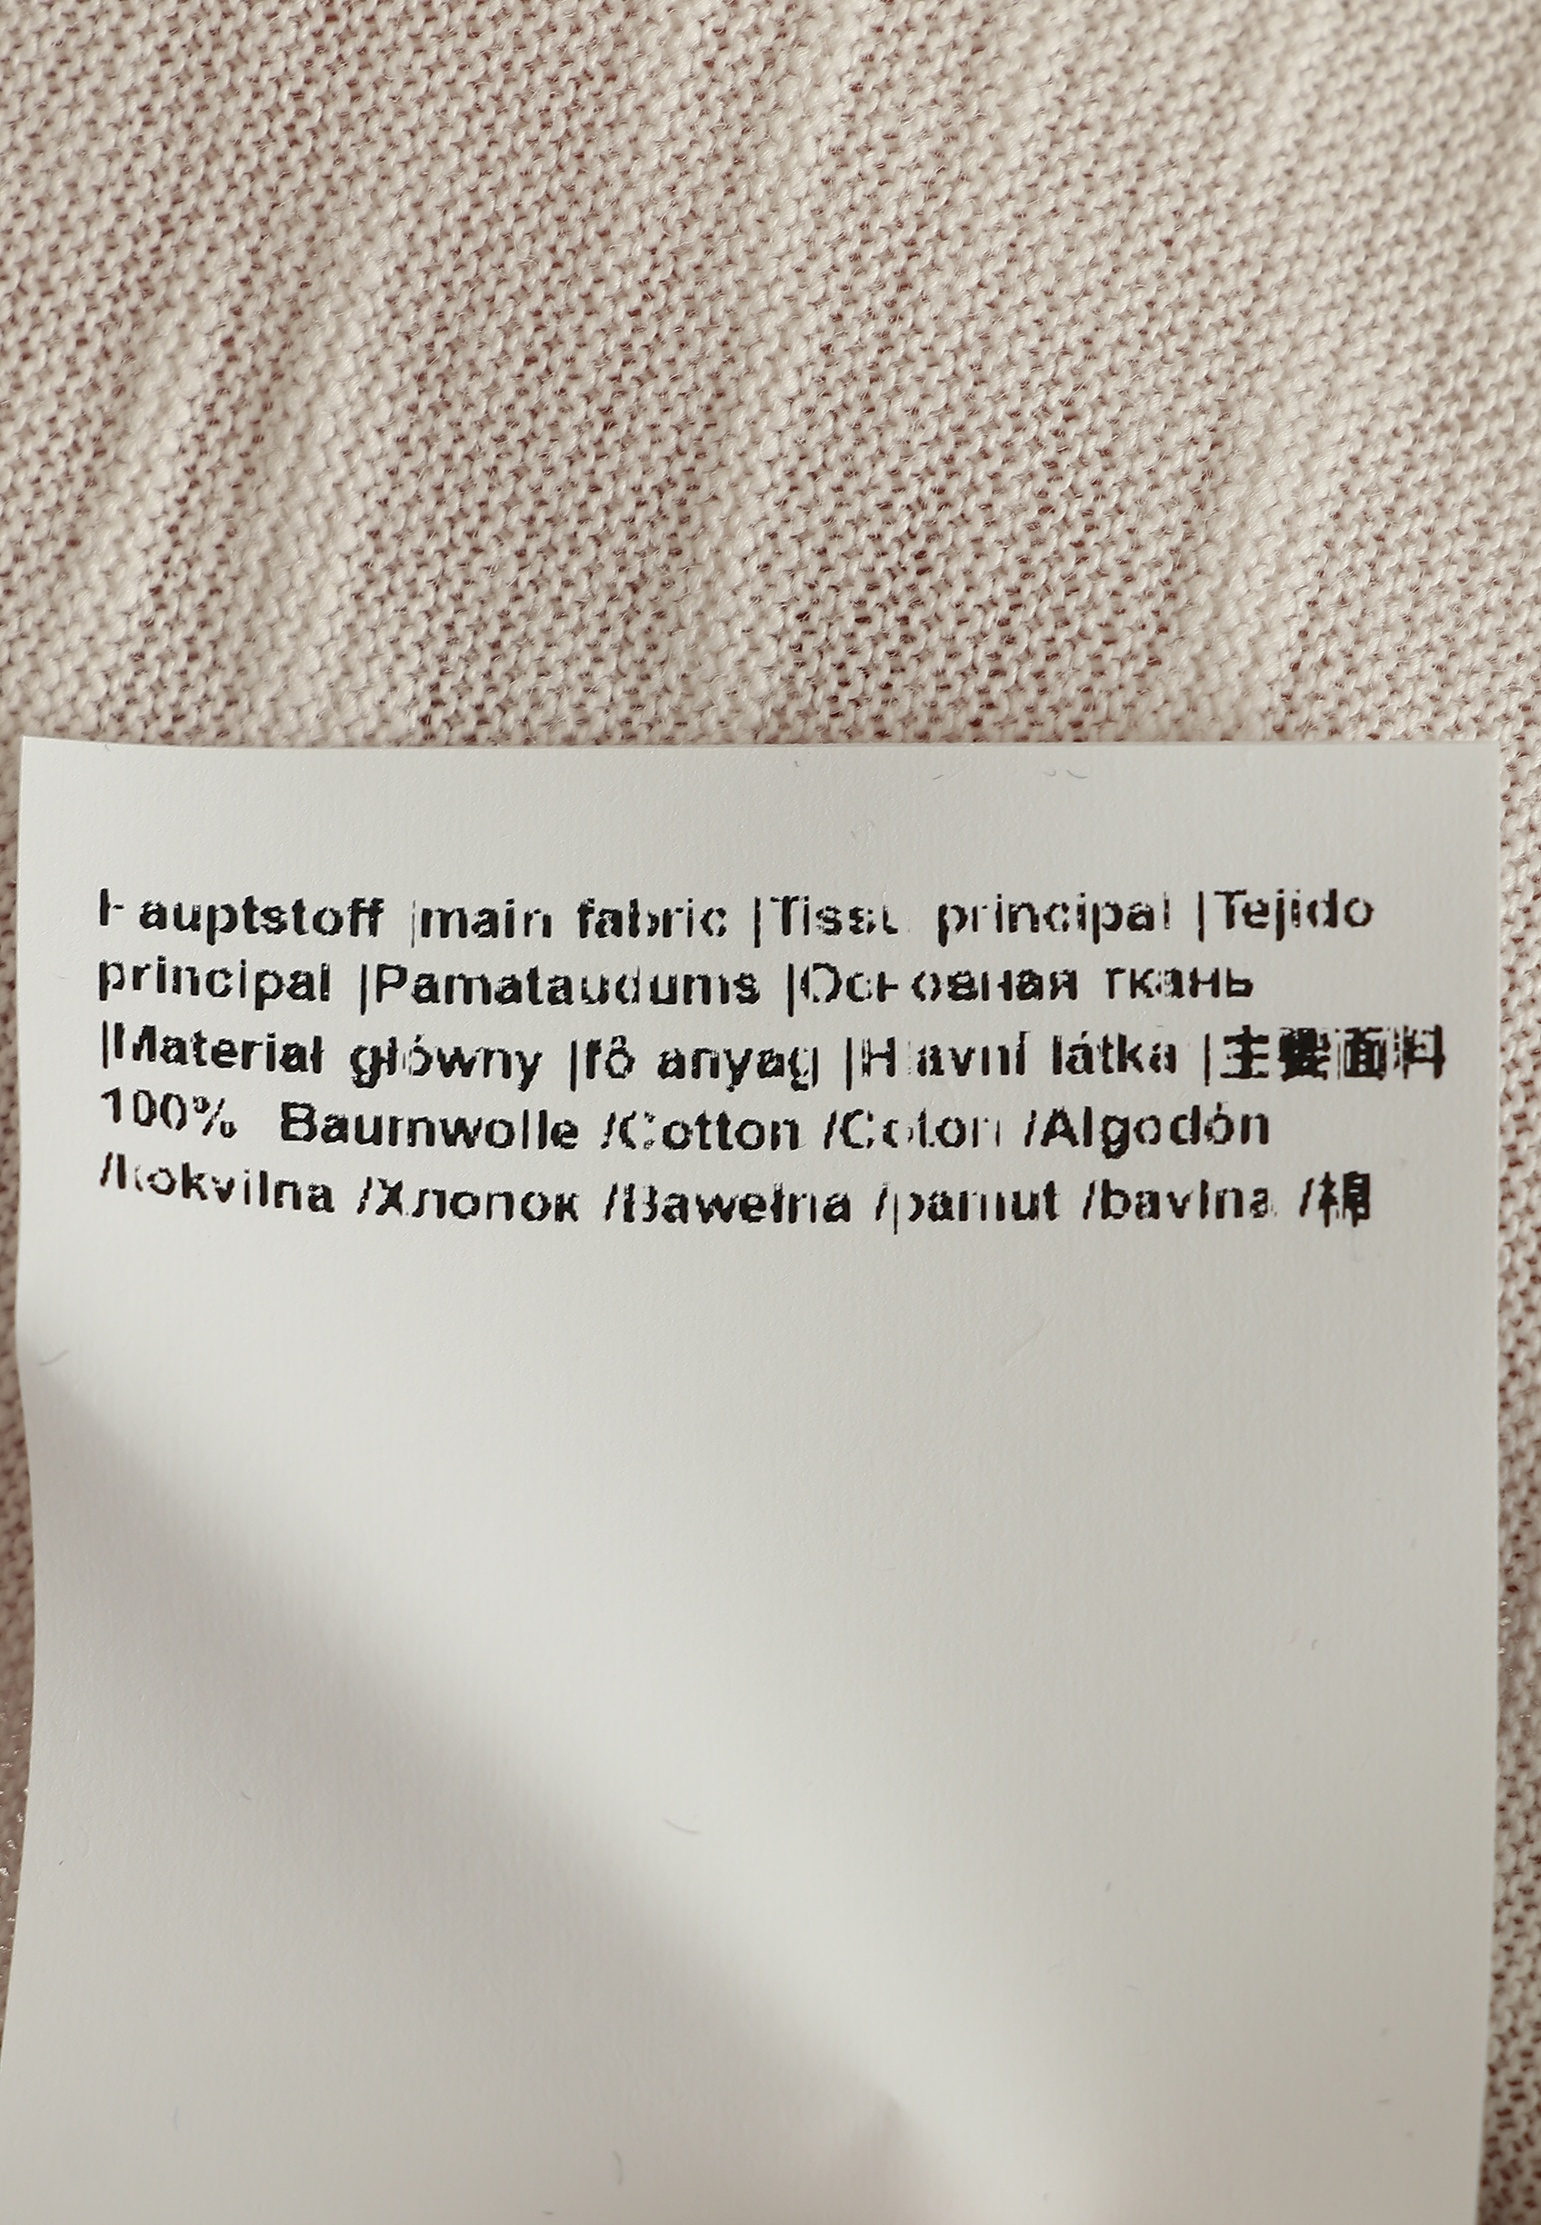 Hauptstoff |main fabric |Tissu principal |Tejido
principal |Pamataudums |Основная ткань
|Materiał główny |fő anyag |Hlavní látka |主要面料
100% Baumwolle /Cotton /Coton /Algodón
/Kokvilna /Хлопок /Bawełna /pamut /bavlna /棉